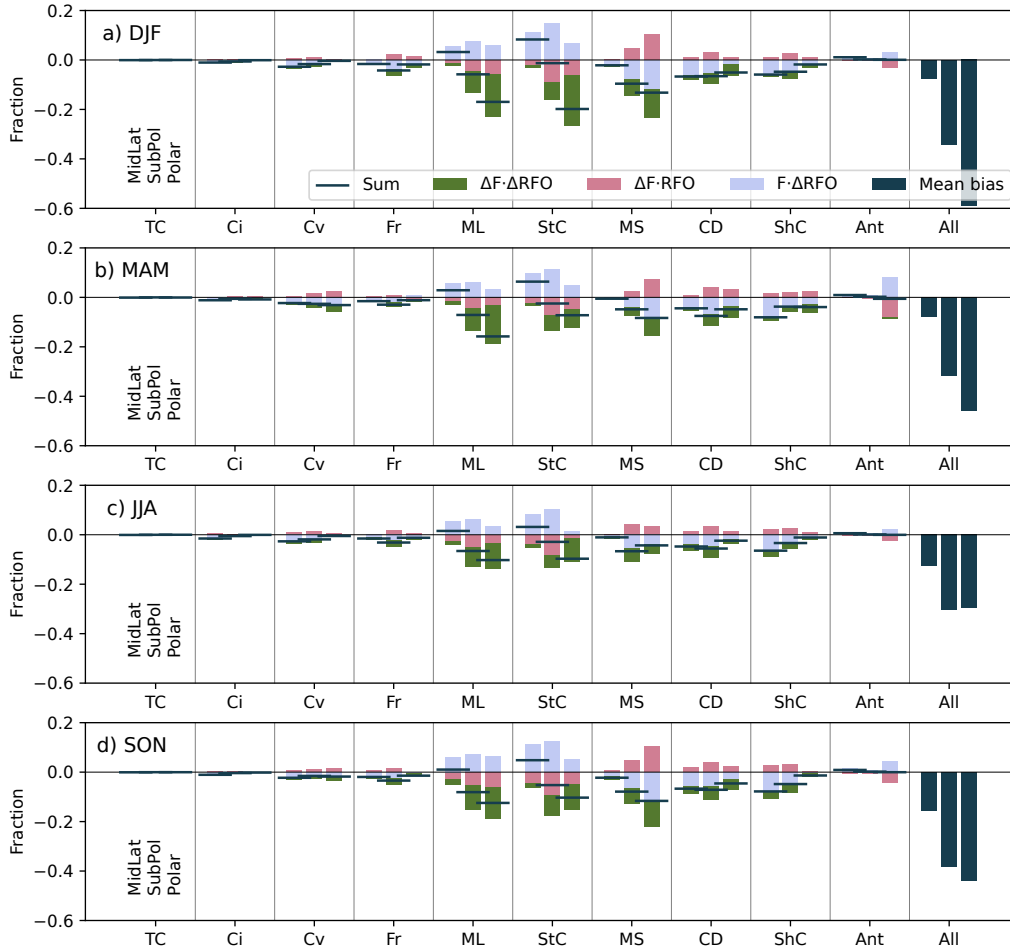 a) DJF
Fraction
0.2
0.0
−0.2
−0.4
−0.6
MidLat
SubPol
Polar
Sum
ΔF·ΔRFO
ΔF·RFO
F·ΔRFO
Mean bias
TC Ci Cv Fr ML StC MS CD ShC Ant All
b) MAM
Fraction
0.2
0.0
−0.2
−0.4
−0.6
MidLat
SubPol
Polar
TC Ci Cv Fr ML StC MS CD ShC Ant All
c) JJA
Fraction
0.2
0.0
−0.2
−0.4
−0.6
MidLat
SubPol
Polar
TC Ci Cv Fr ML StC MS CD ShC Ant All
d) SON
Fraction
0.2
0.0
−0.2
−0.4
−0.6
MidLat
SubPol
Polar
TC Ci Cv Fr ML StC MS CD ShC Ant All